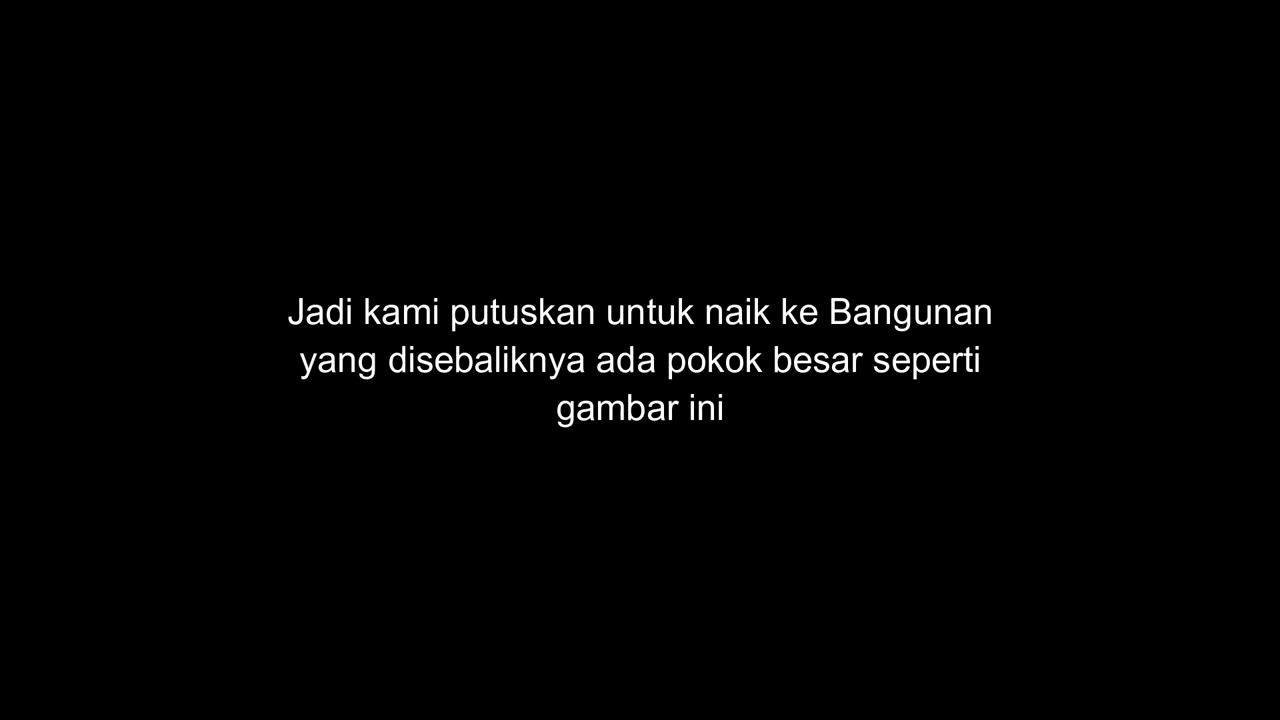 Jadi kami putuskan untuk naik ke Bangunan
yang disebaliknya ada pokok besar seperti
gambar ini